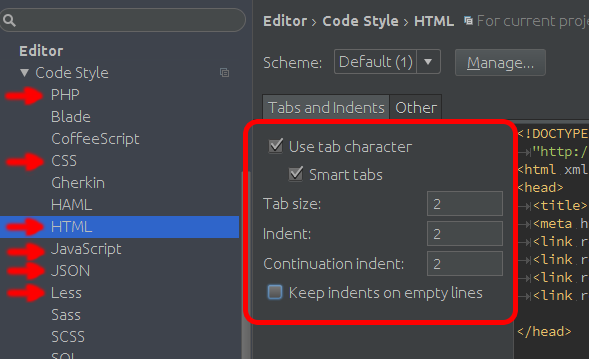 Editor › Code Style › HTML For current proje
Scheme: Default (1) Manage...
Editor
Code Style
PHP
Blade
CoffeeScript
CSS
Gherkin
HAML
HTML
JavaScript
JSON
Less
Sass
SCSS
SQL
Tabs and Indents Other
Use tab character
Smart tabs
Tab size: 2
Indent: 2
Continuation indent: 2
Keep indents on empty lines
<!DOCTYPE
"http:/
<html xml
<head>
<title>
<meta h
<link r
<link r
<link r
<link r
</head>